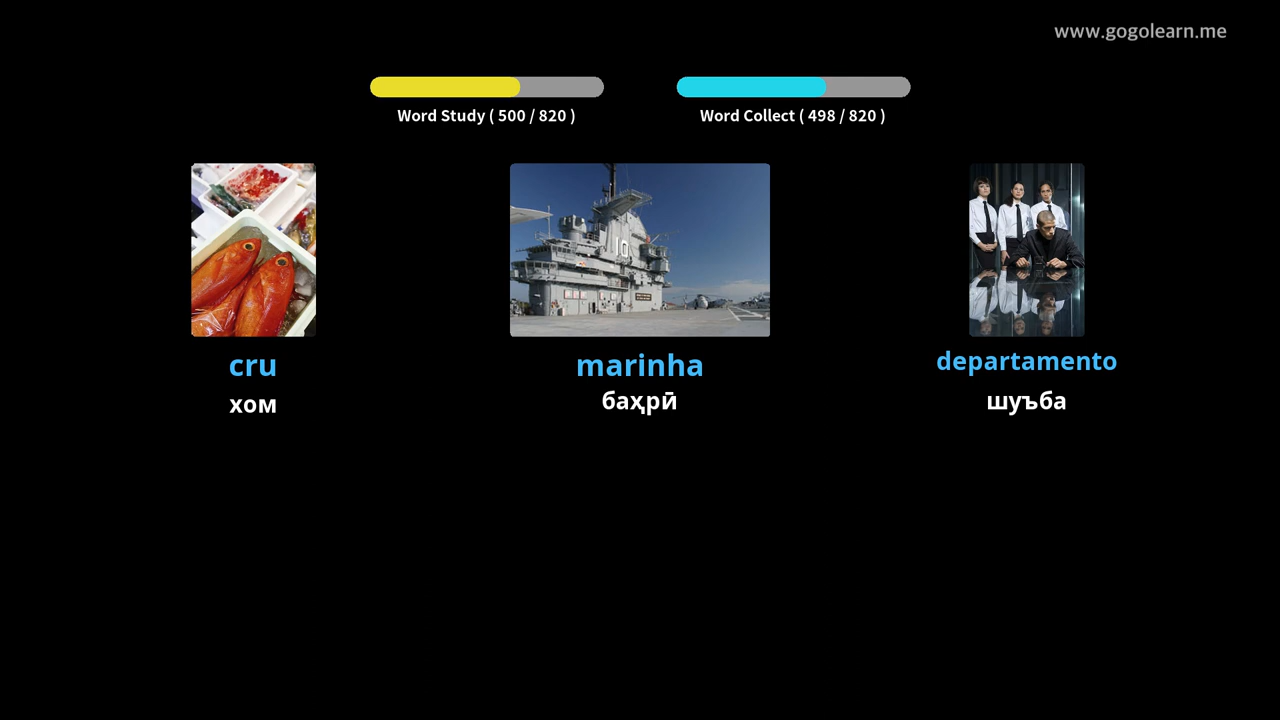 www.gogolearn.me
Word Study ( 500 / 820 )
Word Collect ( 498 / 820 )
cru
хом
marinha
баҳрӣ
departamento
шуъба